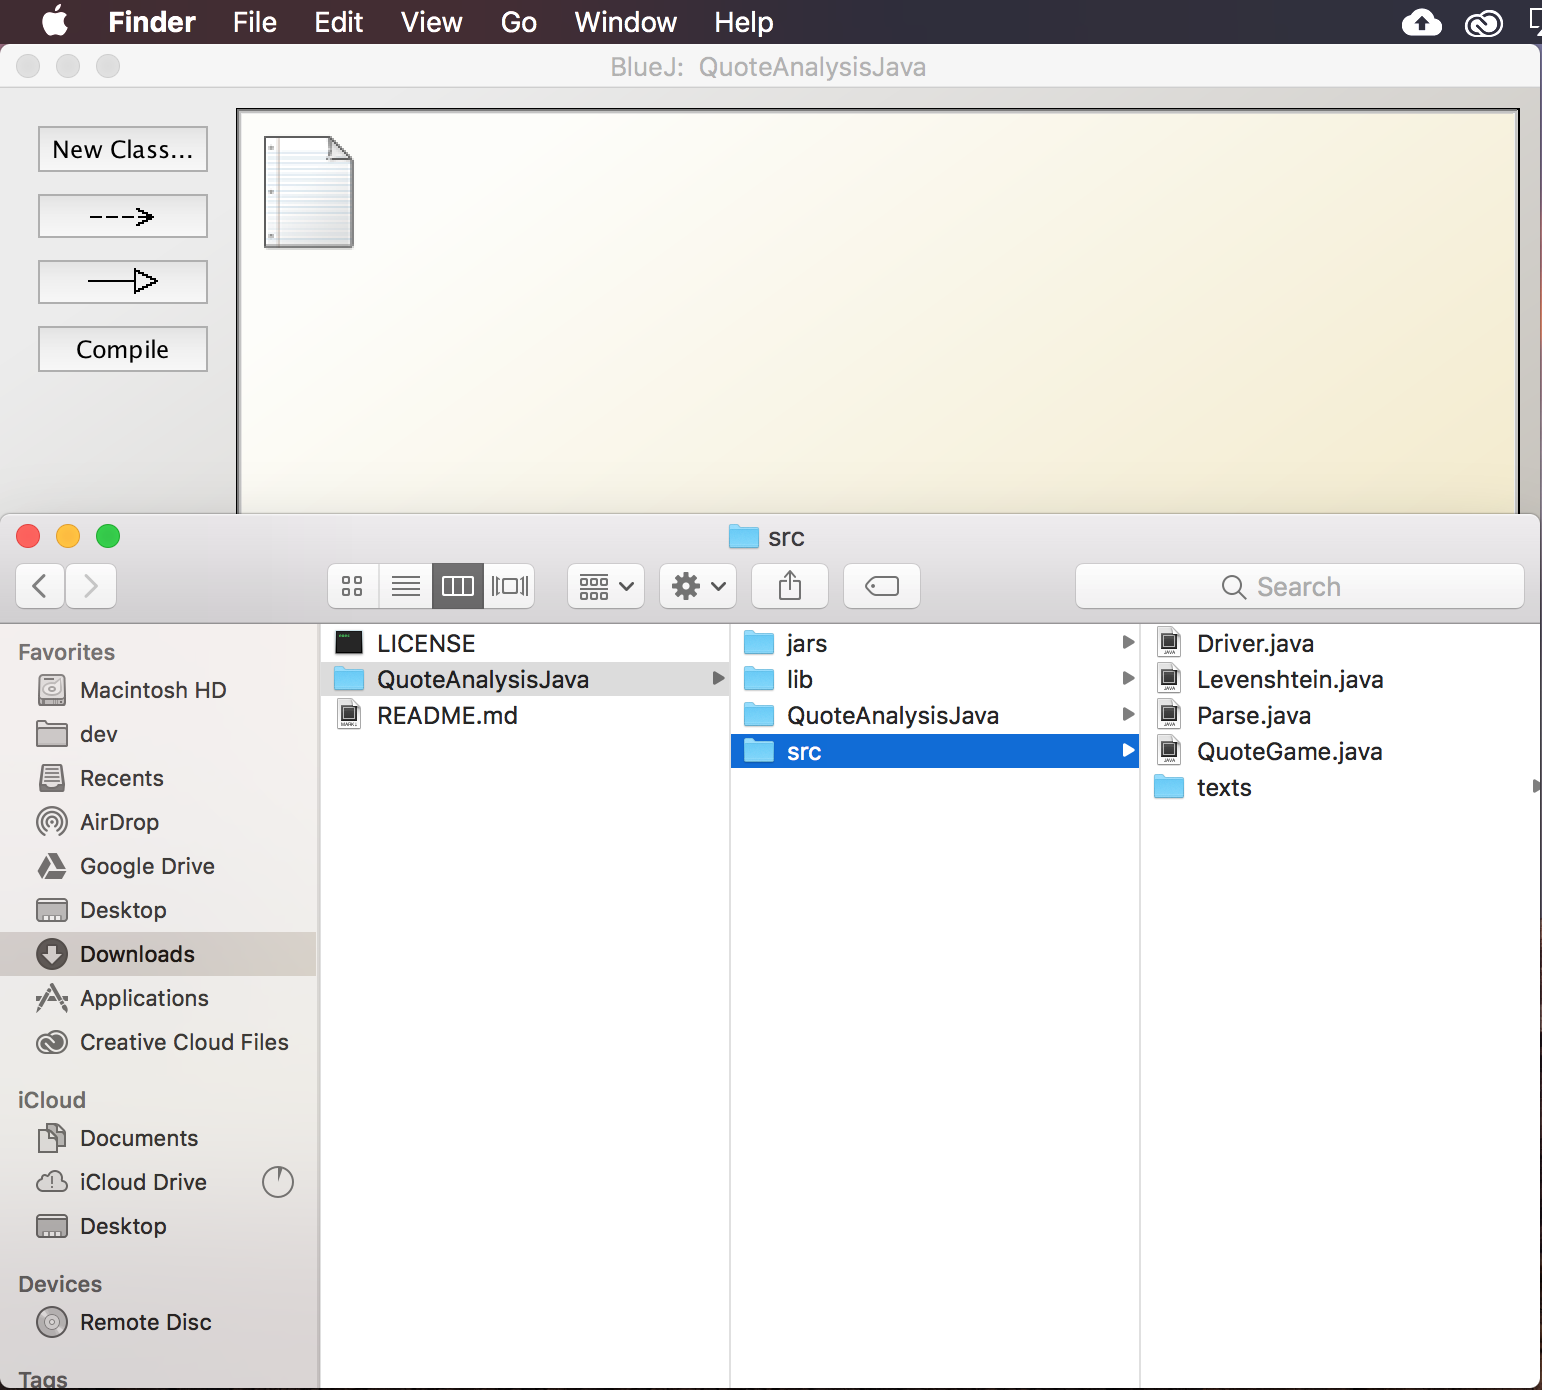 Finder File Edit View Go Window Help
BlueJ: QuoteAnalysisJava
New Class...
Compile
src
Search
Favorites
Macintosh HD
dev
Recents
AirDrop
Google Drive
Desktop
Downloads
Applications
Creative Cloud Files
iCloud
Documents
iCloud Drive
Desktop
Devices
Remote Disc
Tags
LICENSE
QuoteAnalysisJava
README.md
jars
lib
QuoteAnalysisJava
src
Driver.java
Levenshtein.java
Parse.java
QuoteGame.java
texts